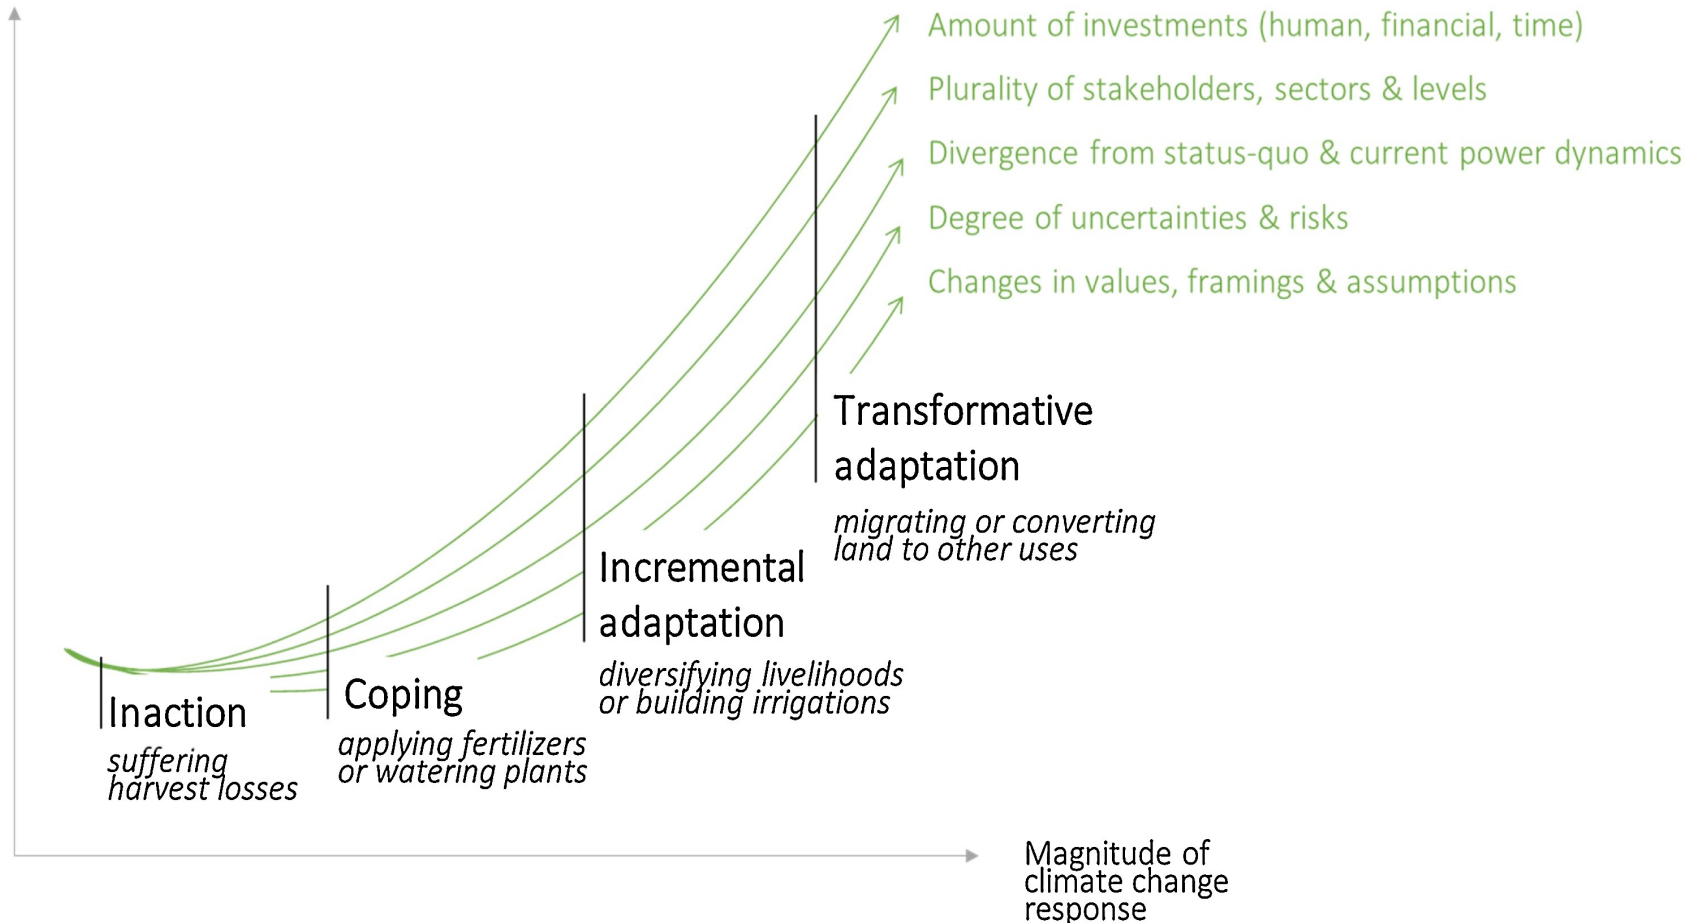 Amount of investments (human, financial, time)
Plurality of stakeholders, sectors & levels
Divergence from status-quo & current power dynamics
Degree of uncertainties & risks
Changes in values, framings & assumptions
Transformative
adaptation
migrating or converting
land to other uses
Incremental
adaptation
diversifying livelihoods
or building irrigations
Coping
applying fertilizers
or watering plants
Inaction
suffering
harvest losses
Magnitude of
climate change
response